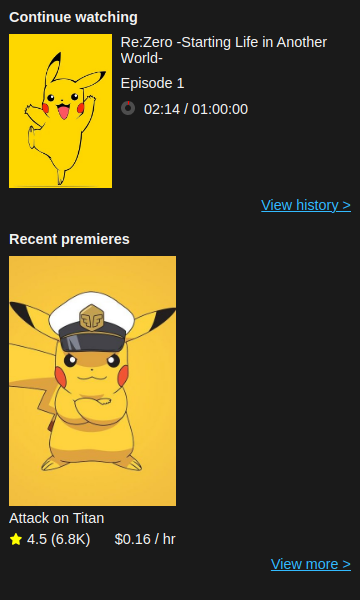 Continue watching
Re:Zero -Starting Life in Another
World-
Episode 1
02:14 / 01:00:00
View history >
Recent premieres
Attack on Titan
4.5 (6.8K) $0.16 / hr
View more >